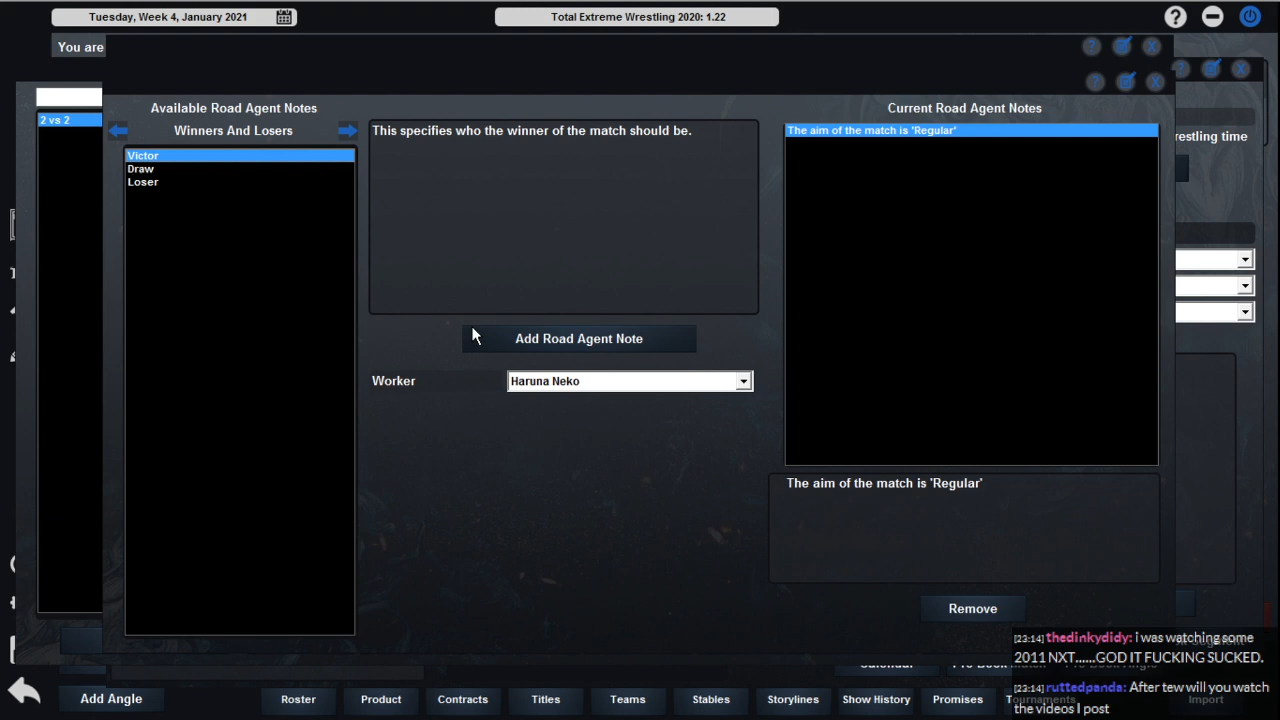 Tuesday, Week 4, January 2021
Total Extreme Wrestling 2020: 1.22
You are
Available Road Agent Notes
Winners And Losers
Victor
Draw
Loser
2 vs 2
This specifies who the winner of the match should be.
Add Road Agent Note
Worker
Haruna Neko
Current Road Agent Notes
The aim of the match is 'Regular'
restling time
The aim of the match is 'Regular'
Remove
[23:14] thedinkydidy: i was watching some
2011 NXT......GOD IT FUCKING SUCKED.
[23:14] ruttedpanda: After tew will you watch
the videos I post
Add Angle
Roster
Product
Contracts
Titles
Teams
Stables
Storylines
Show History
Promises
Tournaments
Import